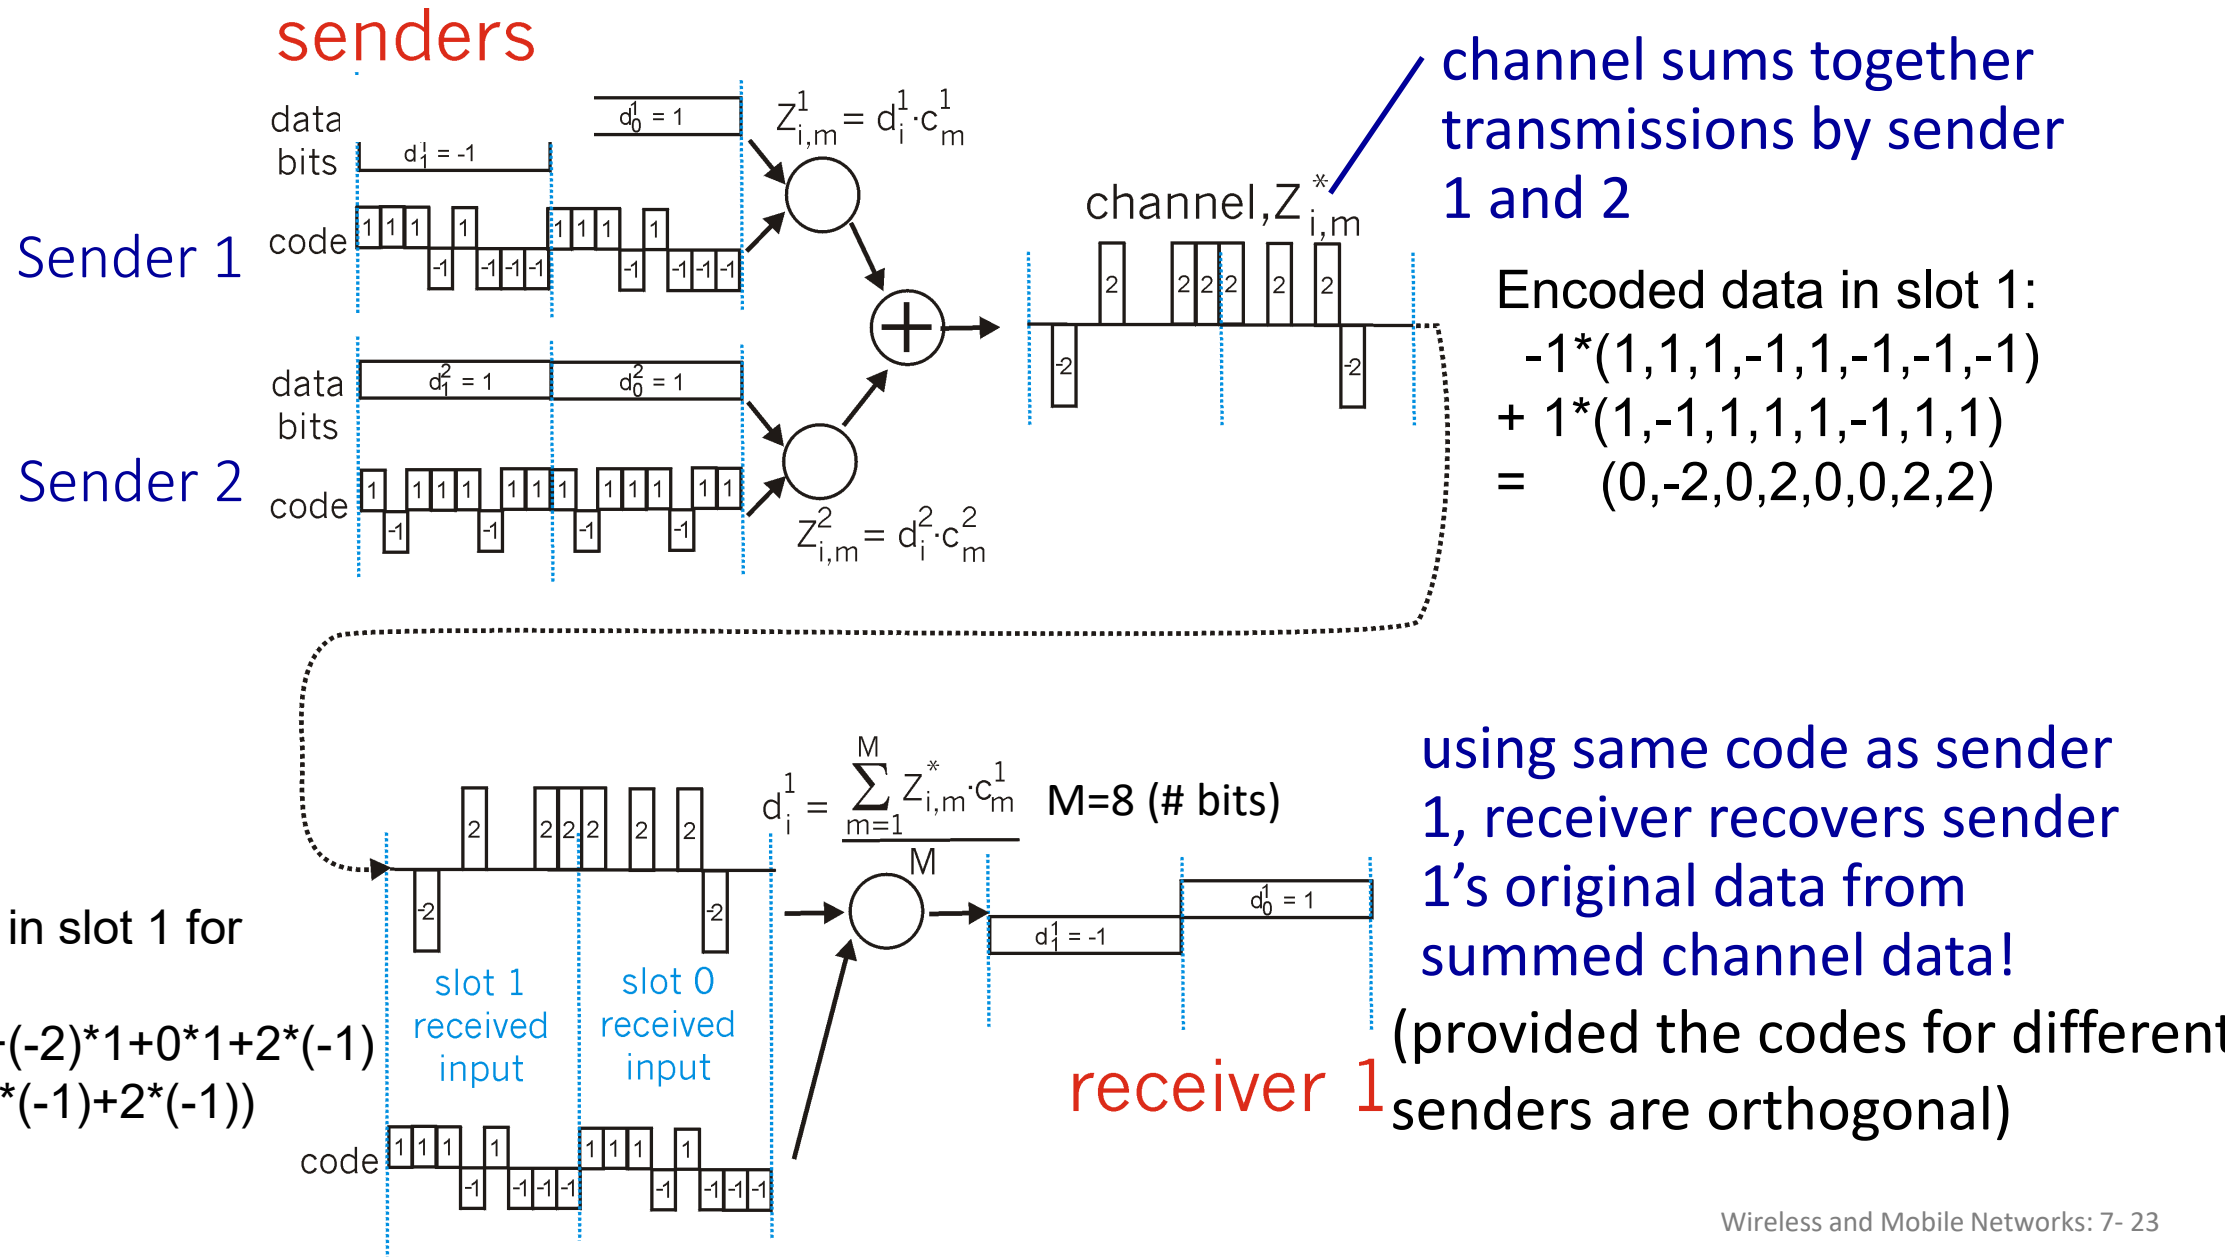 senders
data
bits
d¹₀ = 1
d¹₁ = -1
Z¹i,m = d¹i·c¹m
Sender 1
code
1 1 1 -1 1 -1 -1 -1 1 1 1 -1 1 -1 -1 -1
channel sums together
transmissions by sender
1 and 2
channel, Z*i,m
2 2 2 2 2 2
-2 -2
+
Encoded data in slot 1:
-1*(1,1,1,-1,1,-1,-1,-1)
+ 1*(1,-1,1,1,1,-1,1,1)
= (0,-2,0,2,0,0,2,2)
data
bits
d²₁ = 1
d²₀ = 1
Sender 2
code
1 -1 1 1 1 -1 1 1 1 -1 1 1 1 -1 1 1
Z²i,m = d²i·c²m
d¹i = ∑ Z*i,m·c¹m
M
m=1
M
M=8 (# bits)
2 2 2 2 2 2
-2 -2
in slot 1 for
+(-2)*1+0*1+2*(-1)
*(-1)+2*(-1))
slot 1
received
input
slot 0
received
input
code
1 1 1 -1 1 -1 -1 -1 1 1 1 -1 1 -1 -1 -1
d¹₁ = -1
d¹₀ = 1
receiver 1
using same code as sender
1, receiver recovers sender
1’s original data from
summed channel data!
(provided the codes for different
senders are orthogonal)
Wireless and Mobile Networks: 7- 23